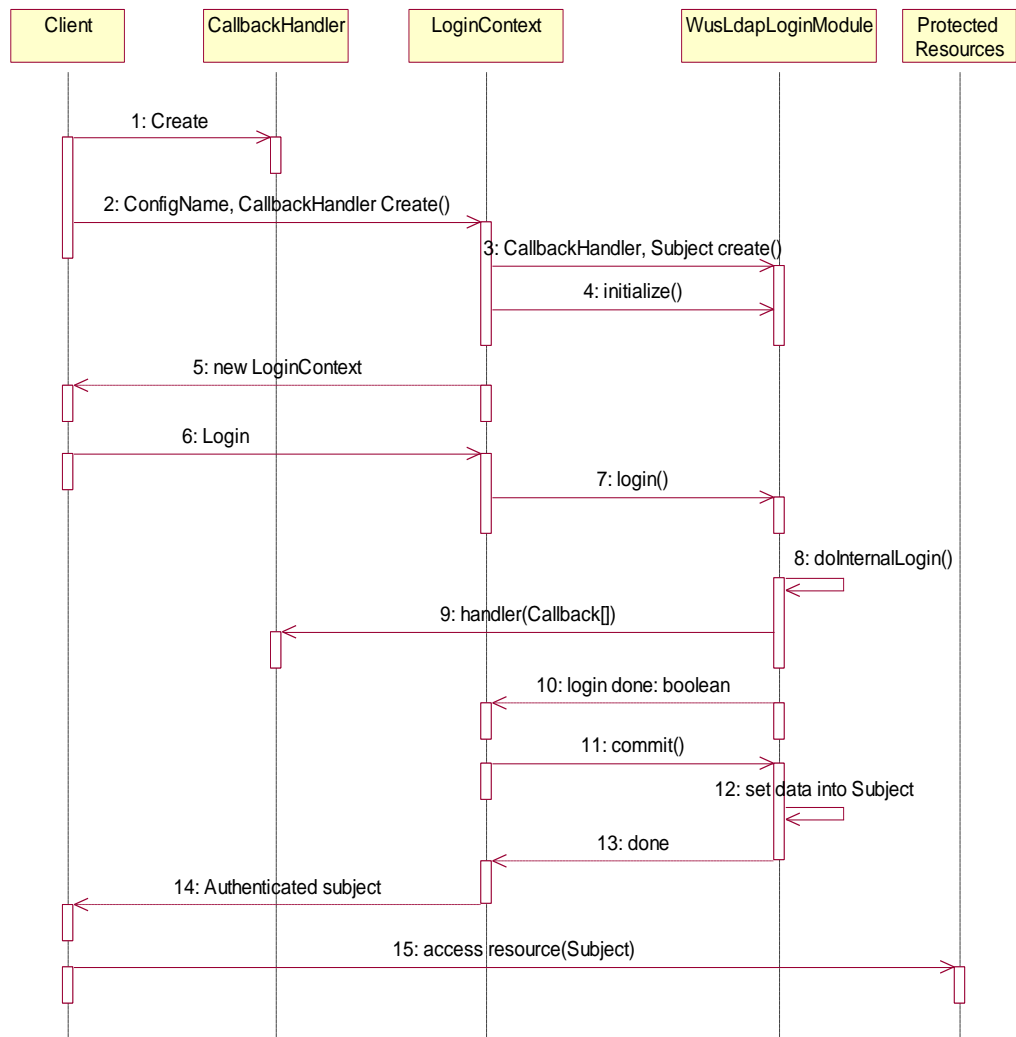 Client
CallbackHandler
LoginContext
WusLdapLoginModule
Protected
Resources
1: Create
2: ConfigName, CallbackHandler Create()
3: CallbackHandler, Subject create()
4: initialize()
5: new LoginContext
6: Login
7: login()
8: doInternalLogin()
9: handler(Callback[])
10: login done: boolean
11: commit()
12: set data into Subject
13: done
14: Authenticated subject
15: access resource(Subject)